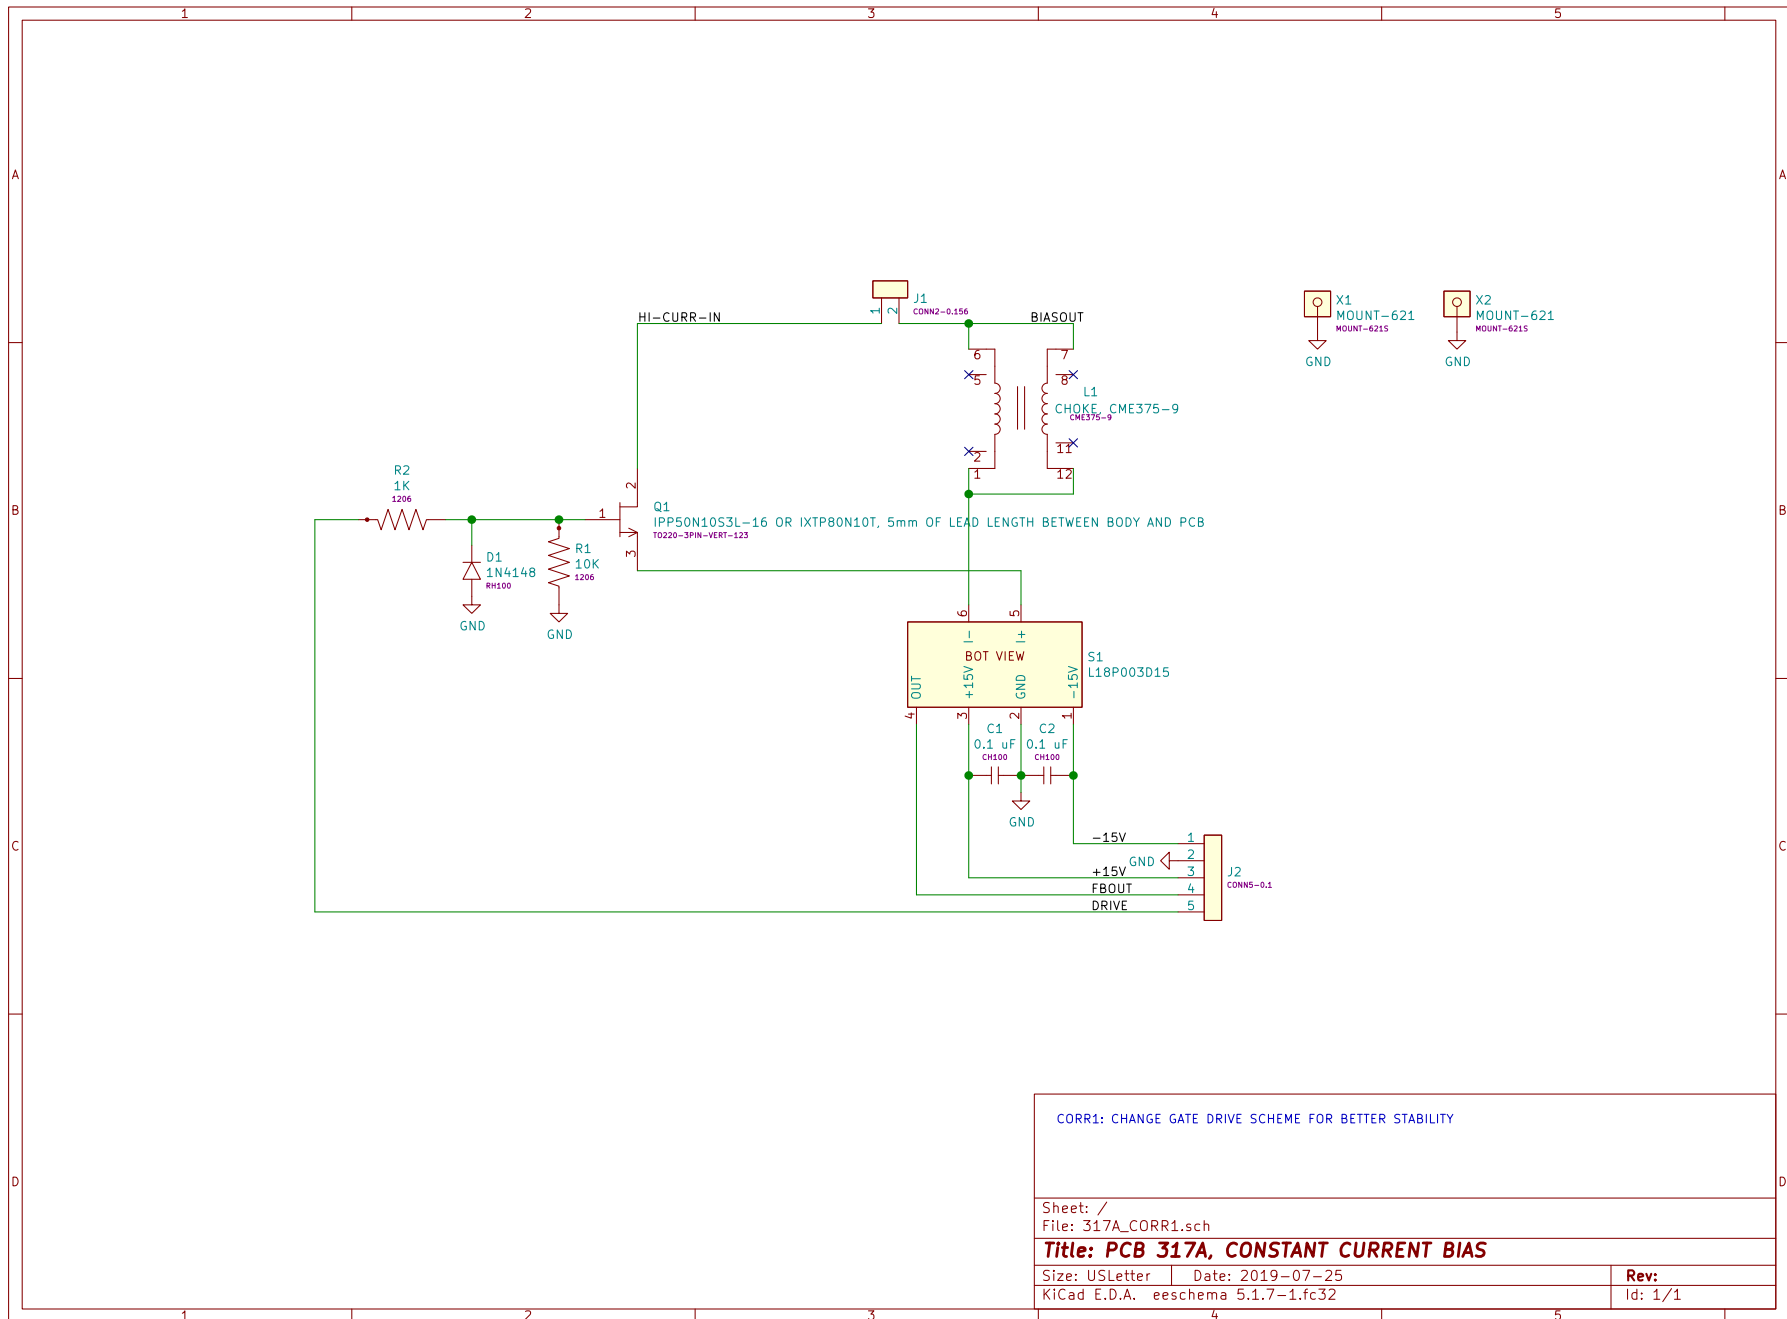 1 2 3 4 5
A A
J1
CONN2-0.156
1 2
HI-CURR-IN
BIASOUT
X1
MOUNT-621
MOUNT-621S
GND
X2
MOUNT-621
MOUNT-621S
GND
6 7
5 8
L1
CHOKE, CME375-9
CME375-9
2 11
1 12
R2
1K
1206
B B
2
1
3
Q1
IPP50N10S3L-16 OR IXTP80N10T, 5mm OF LEAD LENGTH BETWEEN BODY AND PCB
TO220-3PIN-VERT-123
D1
1N4148
RH100
GND
R1
10K
1206
GND
6 5
I- I+
BOT VIEW
OUT +15V GND -15V
S1
L18P003D15
4 3 2 1
C1
0.1 uF
CH100
C2
0.1 uF
CH100
GND
-15V 1
GND 2
+15V 3
FBOUT 4
DRIVE 5
J2
CONN5-0.1
C C
CORR1: CHANGE GATE DRIVE SCHEME FOR BETTER STABILITY
D D
Sheet: /
File: 317A_CORR1.sch
Title: PCB 317A, CONSTANT CURRENT BIAS
Size: USLetter Date: 2019-07-25 Rev:
KiCad E.D.A. eeschema 5.1.7-1.fc32 Id: 1/1
1 2 3 4 5